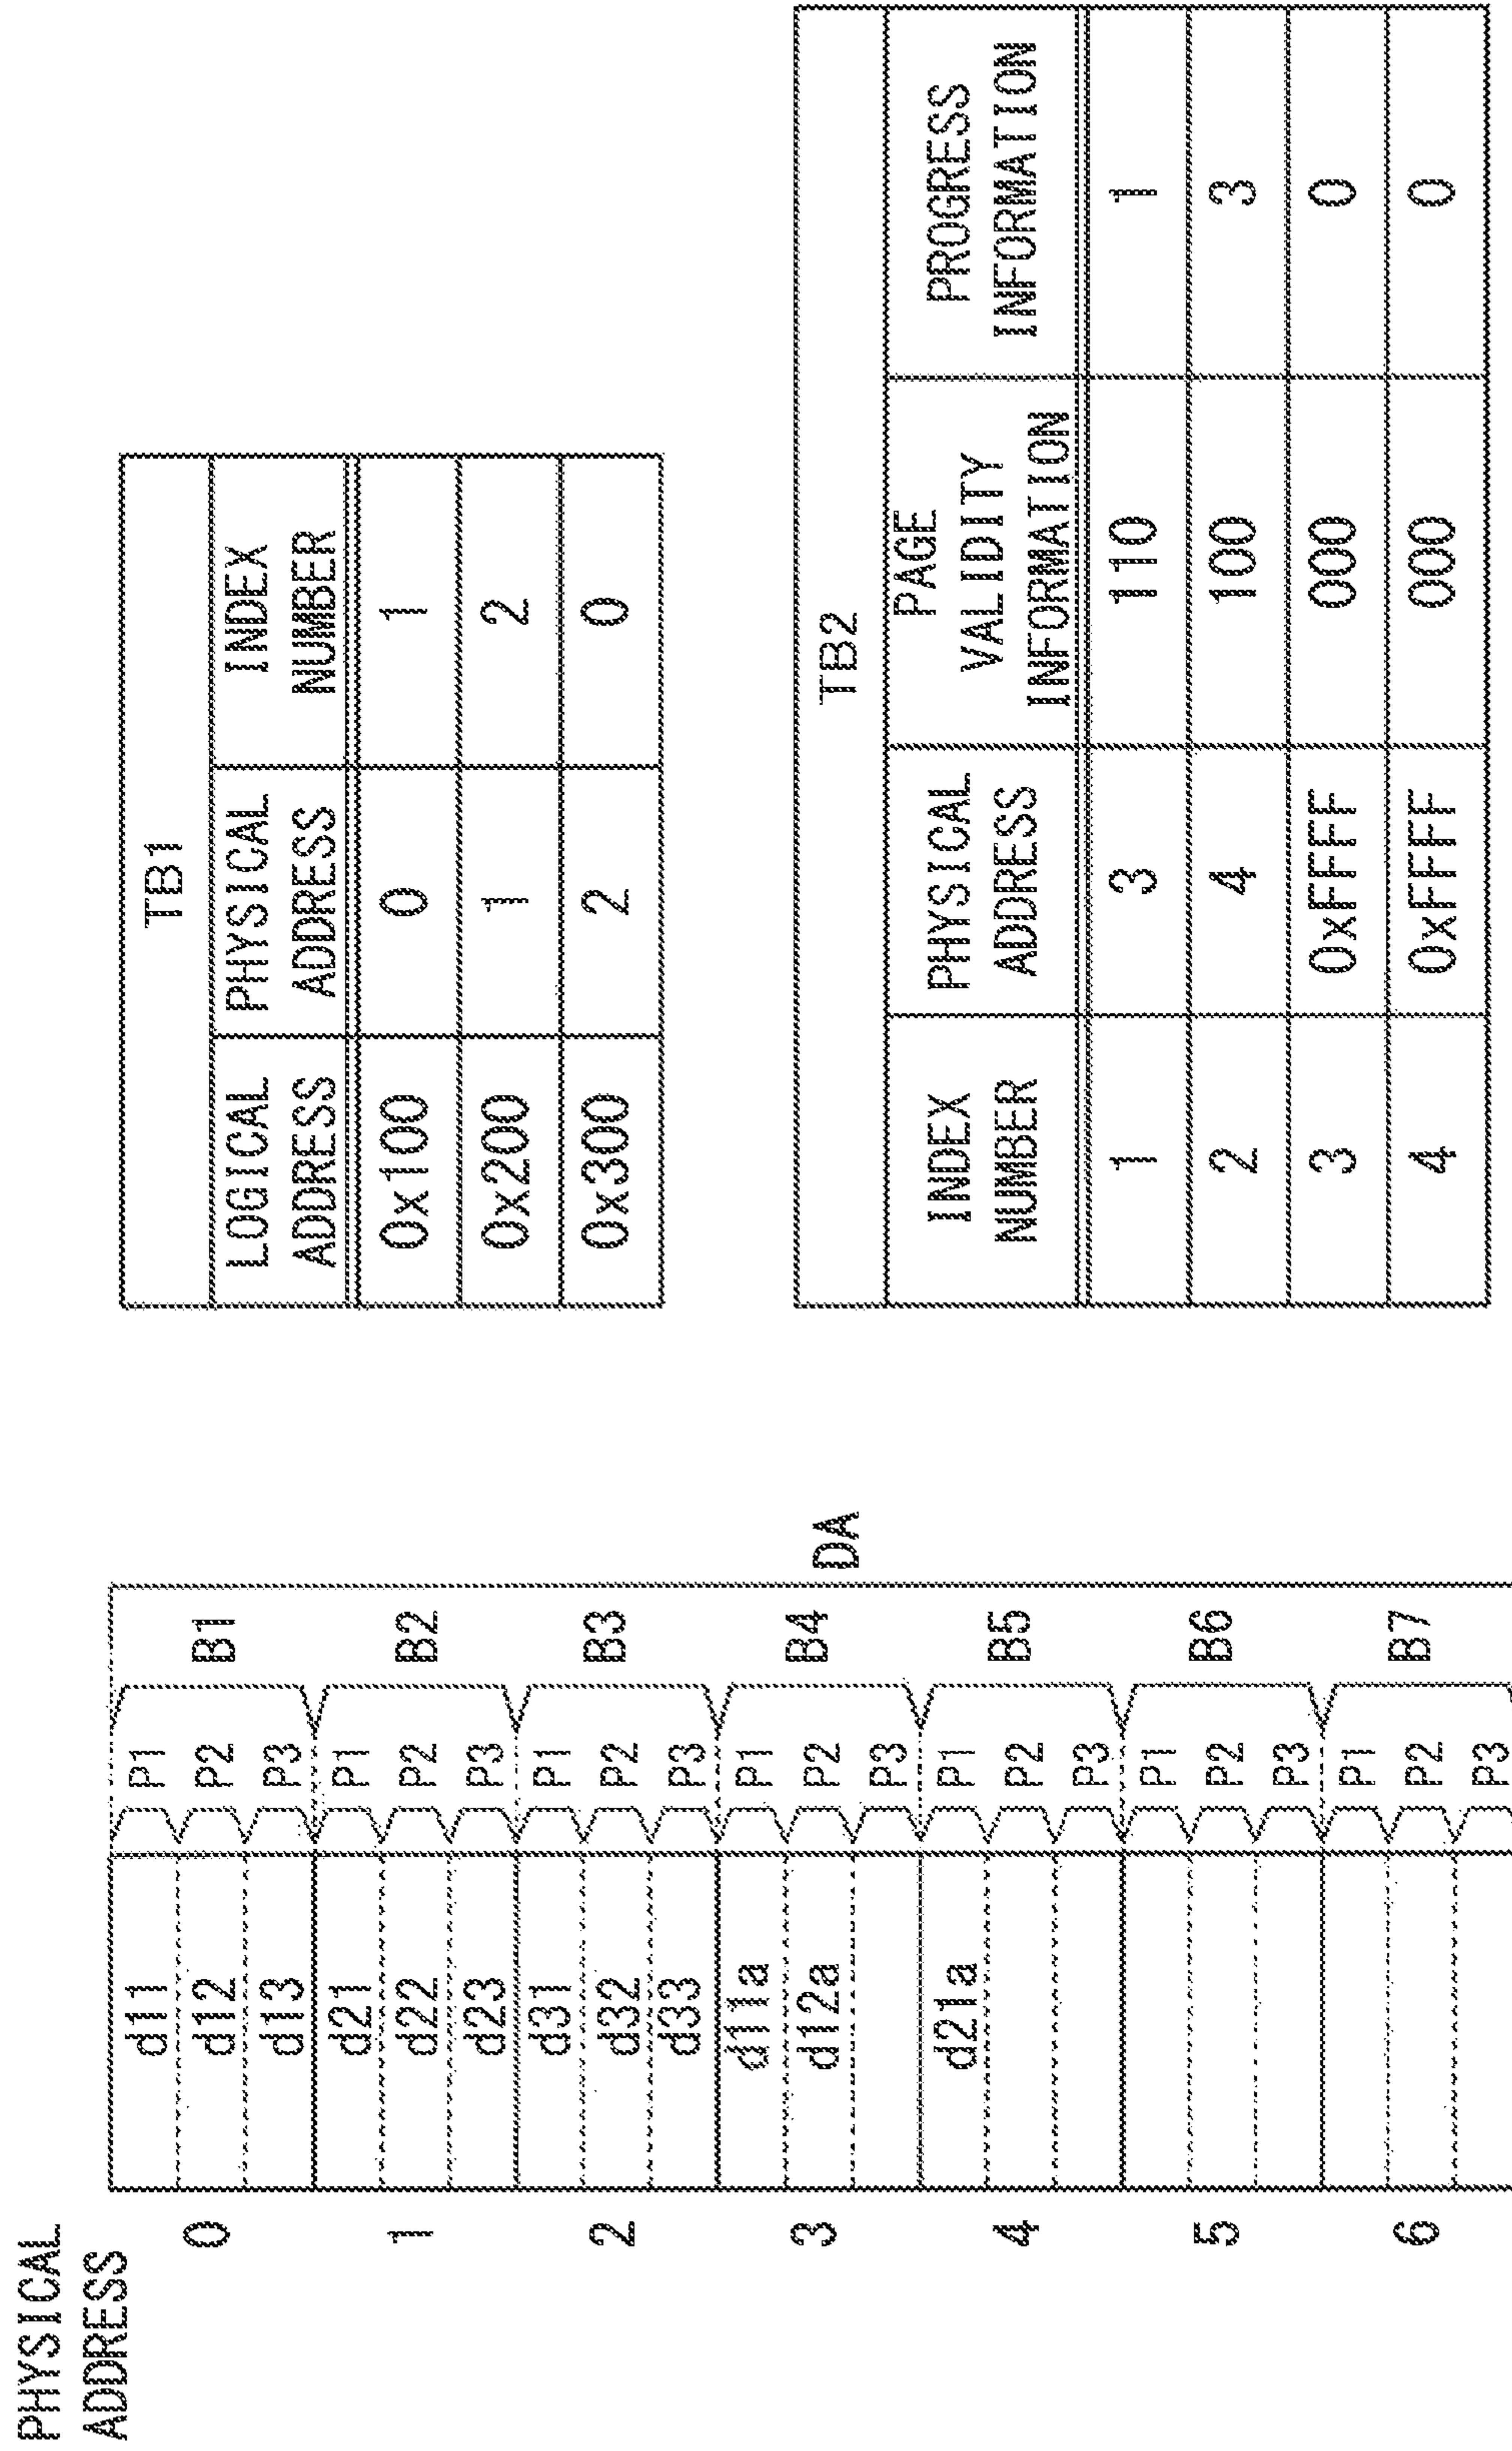 PHYSICAL
ADDRESS
0
d11 P1
d12 P2 B1
d13 P3
1
d21 P1
d22 P2 B2
d23 P3
2
d31 P1
d32 P2 B3
d33 P3
3
d11a P1
d12a P2 B4
P3
DA
4
d21a P1
P2 B5
P3
5
P1
P2 B6
P3
6
P1
P2 B7
P3
TB1
LOGICAL ADDRESS PHYSICAL ADDRESS INDEX NUMBER
0x100 0 1
0x200 1 2
0x300 2 0
TB2
INDEX NUMBER PHYSICAL ADDRESS PAGE VALIDITY INFORMATION PROGRESS INFORMATION
1 3 110 1
2 4 100 3
3 0xFFFF 000 0
4 0xFFFF 000 0